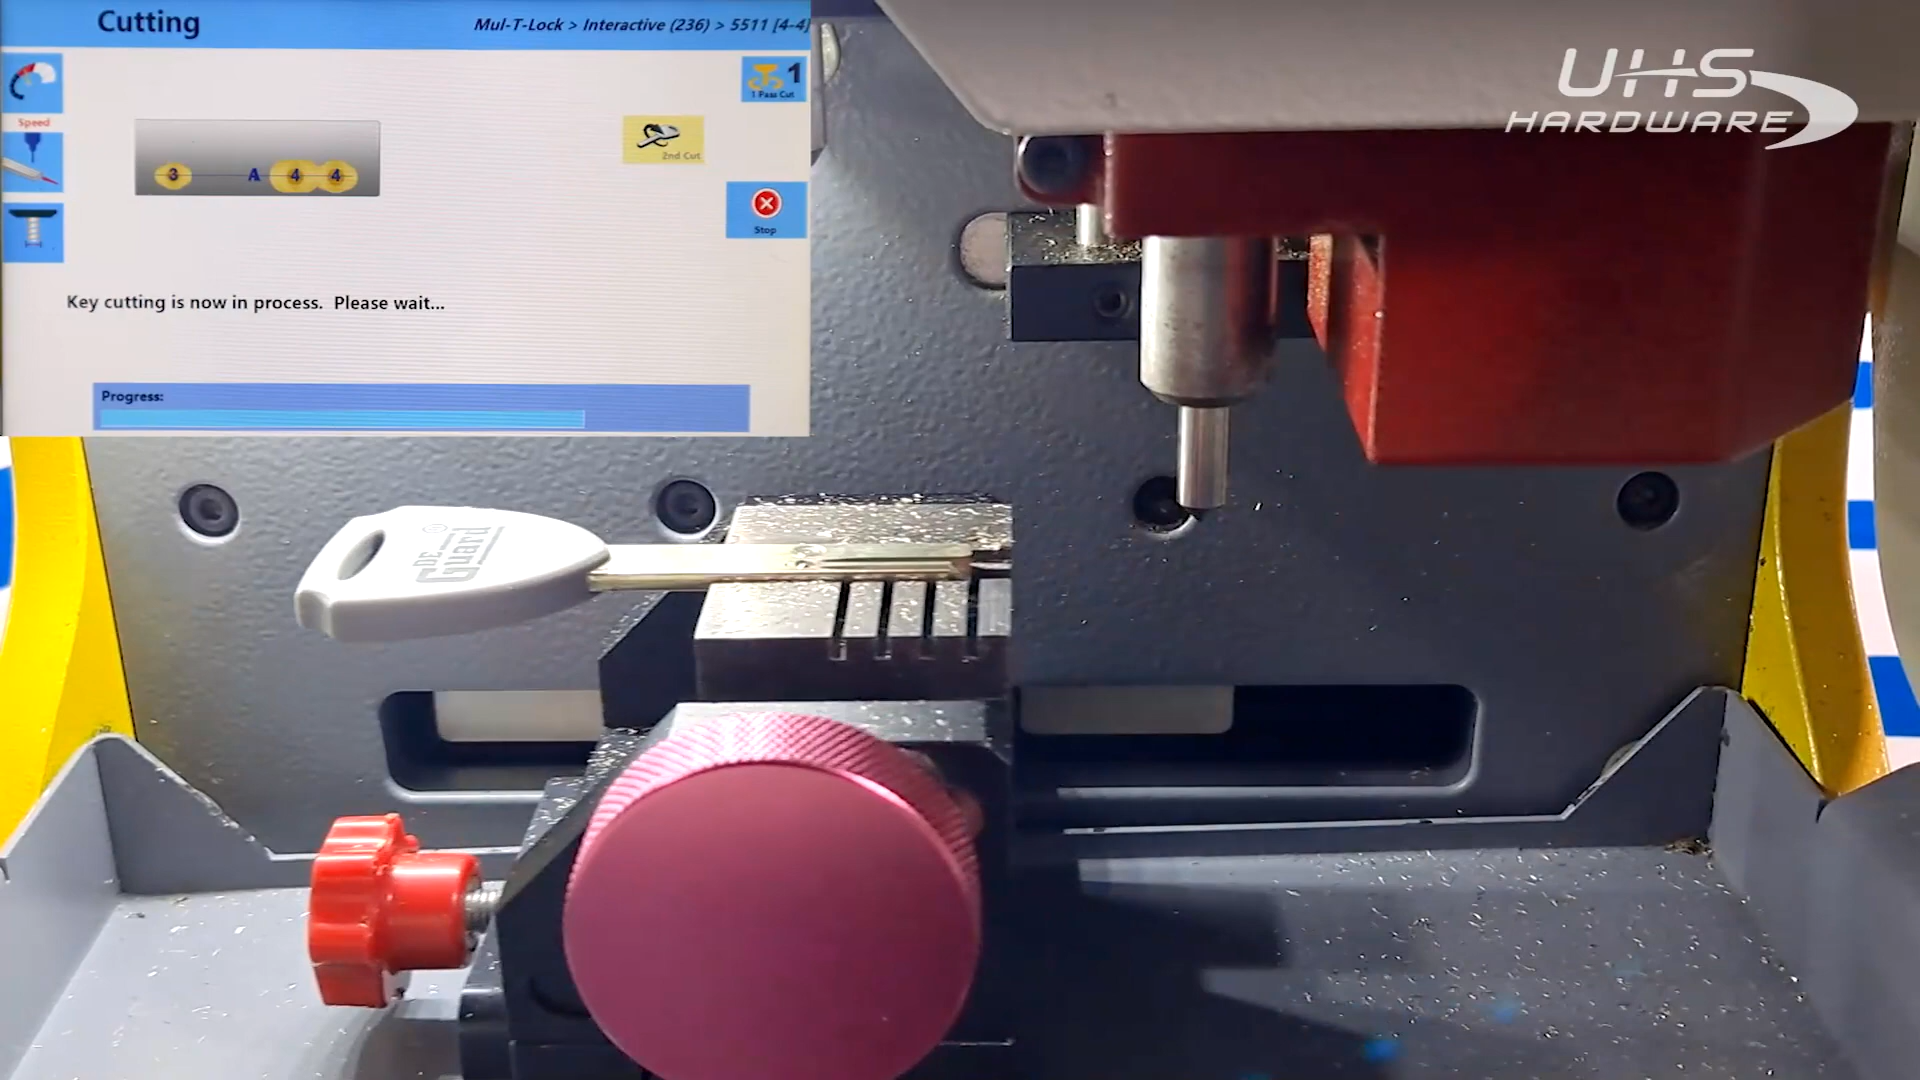 Cutting
Mul-T-Lock > Interactive (236) > 5511 [4-4]
1
1 Pass Cut
Speed
2nd Cut
3 A 4 4
Stop
Key cutting is now in process. Please wait...
Progress:
UHS
HARDWARE
DE
Guard®